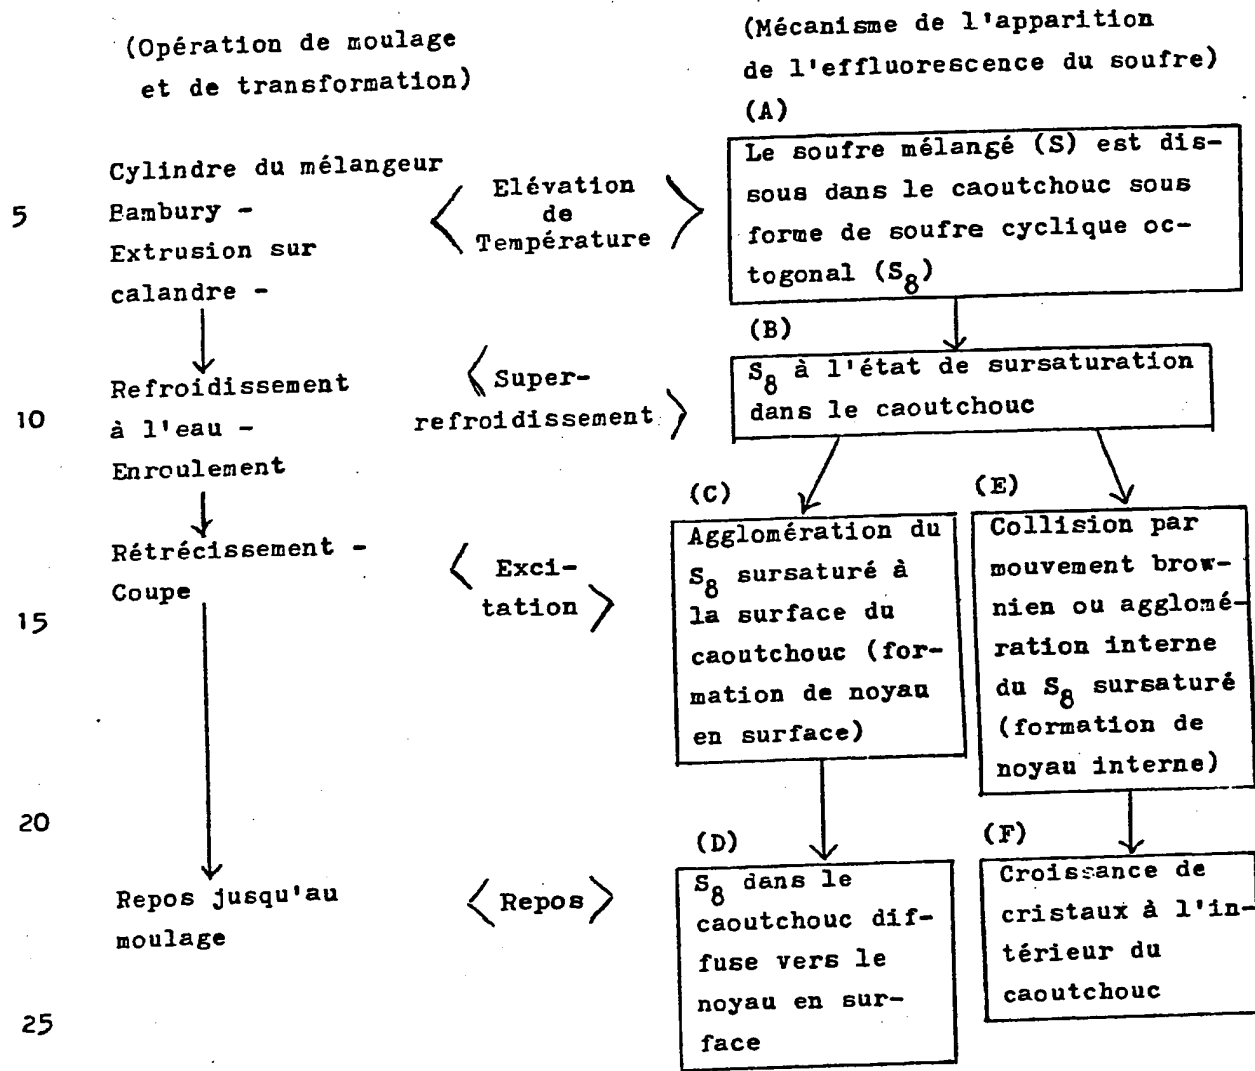 (Opération de moulage
et de transformation)
(Mécanisme de l'apparition
de l'effluorescence du soufre)
(A)
Cylindre du mélangeur
5
Bambury -
Extrusion sur
calandre -
Elévation
de
Température
Le soufre mélangé (S) est dis-
sous dans le caoutchouc sous
forme de soufre cyclique oc-
togonal (S8)
(B)
Refroidissement
10
à l'eau -
Enroulement
Super-
refroidissement
S8 à l'état de sursaturation
dans le caoutchouc
(C)
(E)
Rétrécissement -
Coupe
15
Exci-
tation
Agglomération du
S8 sursaturé à
la surface du
caoutchouc (for-
mation de noyau
en surface)
Collision par
mouvement brow-
nien ou agglomé-
ration interne
du S8 sursaturé
(formation de
noyau interne)
20
(D)
(F)
Repos jusqu'au
moulage
Repos
S8 dans le
caoutchouc dif-
fuse vers le
noyau en sur-
face
Croissance de
cristaux à l'in-
térieur du
caoutchouc
25